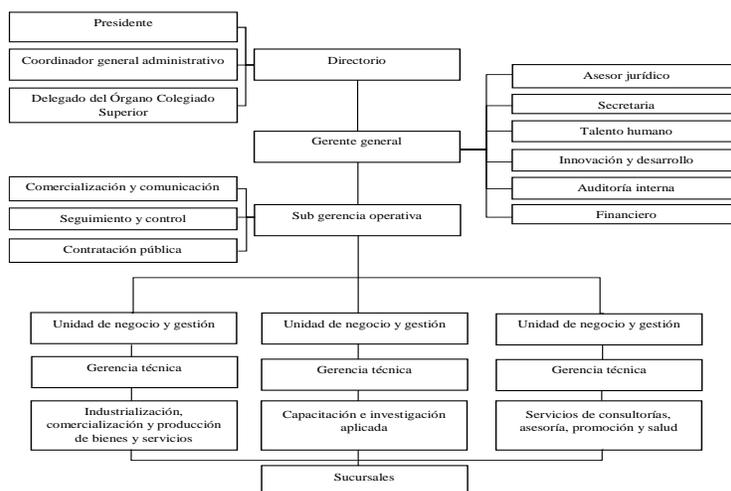 Presidente
Coordinador general administrativo
Delegado del Órgano Colegiado
Superior
Directorio
Asesor jurídico
Secretaria
Talento humano
Innovación y desarrollo
Auditoría interna
Financiero
Gerente general
Comercialización y comunicación
Seguimiento y control
Contratación pública
Sub gerencia operativa
Unidad de negocio y gestión
Unidad de negocio y gestión
Unidad de negocio y gestión
Gerencia técnica
Gerencia técnica
Gerencia técnica
Industrialización,
comercialización y producción
de bienes y servicios
Capacitación e investigación
aplicada
Servicios de consultorías,
asesoría, promoción y salud
Sucursales